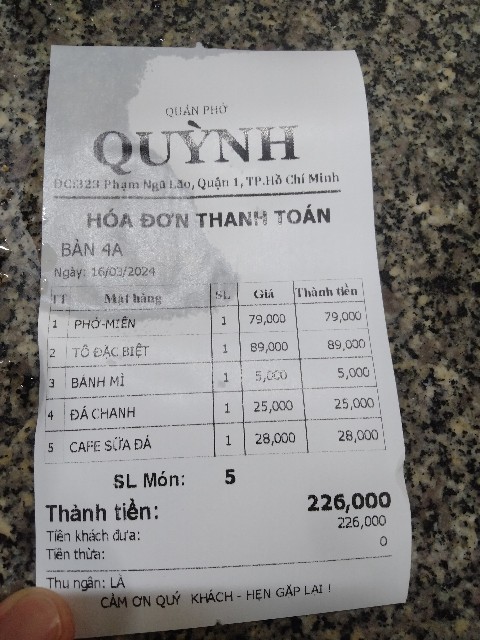 QUÁN PHỞ
QUỲNH
ĐC:323 Phạm Ngũ Lão, Quận 1, TP.Hồ Chí Minh
HÓA ĐƠN THANH TOÁN
BÀN 4A
Ngày: 16/03/2024
TT Mặt hàng SL Giá Thành tiền
1 PHỞ-MIẾN 1 79,000 79,000
2 TÔ ĐẶC BIỆT 1 89,000 89,000
3 BÁNH MÌ 1 5,000 5,000
4 ĐÁ CHANH 1 25,000 25,000
5 CAFE SỮA ĐÁ 1 28,000 28,000
SL Món: 5
Thành tiền: 226,000
Tiền khách đưa: 226,000
Tiền thừa: 0
Thu ngân: LÀ
CẢM ƠN QUÝ KHÁCH - HẸN GẶP LẠI !